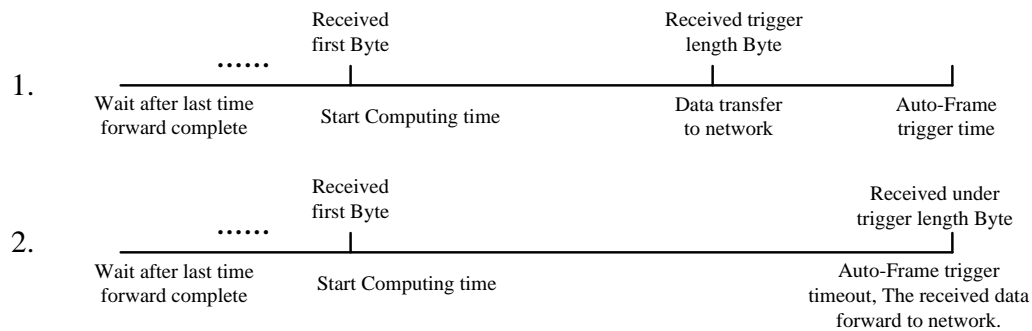 Received
first Byte
Received trigger
length Byte
......
1.
Wait after last time
forward complete
Start Computing time
Data transfer
to network
Auto-Frame
trigger time
Received
first Byte
Received under
trigger length Byte
......
2.
Wait after last time
forward complete
Start Computing time
Auto-Frame trigger
timeout, The received data
forward to network.